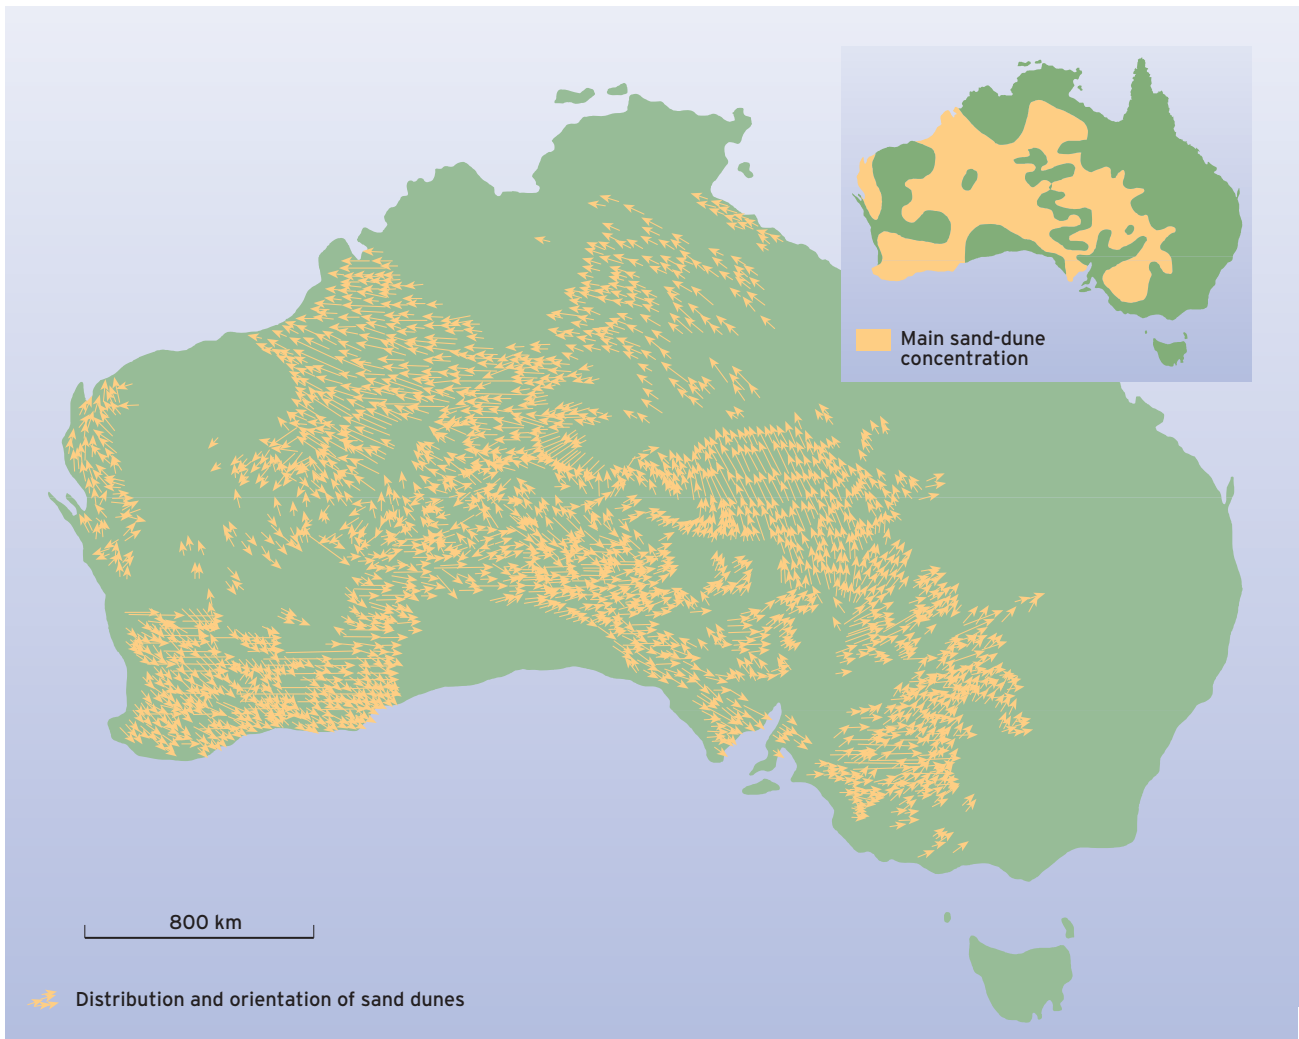 Main sand-dune
concentration
800 km
Distribution and orientation of sand dunes